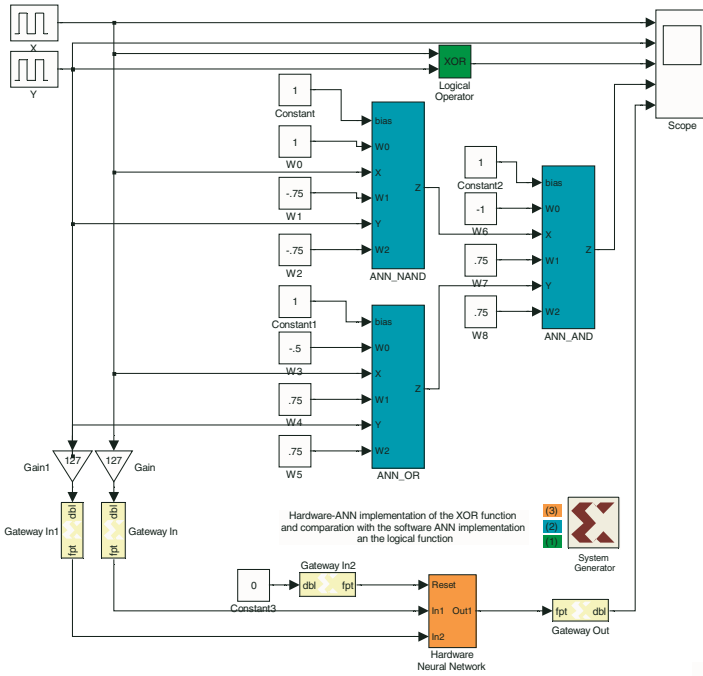 X
Y
XOR
Logical
Operator
Scope
1
Constant
1
W0
-.75
W1
-.75
W2
bias
W0
X
W1
Y
W2
Z
ANN_NAND
1
Constant2
-1
W6
.75
W7
.75
W8
bias
W0
X
W1
Y
W2
Z
ANN_AND
1
Constant1
-.5
W3
.75
W4
.75
W5
bias
W0
X
W1
Y
W2
Z
ANN_OR
127
Gain1
127
Gain
dbl
fpt
Gateway In1
dbl
fpt
Gateway In
Hardware-ANN implementation of the XOR function
and comparation with the software ANN implementation
an the logical function
(3)
(2)
(1)
System
Generator
0
Constant3
Gateway In2
dbl fpt
Reset
In1
In2
Out1
Hardware
Neural Network
fpt dbl
Gateway Out